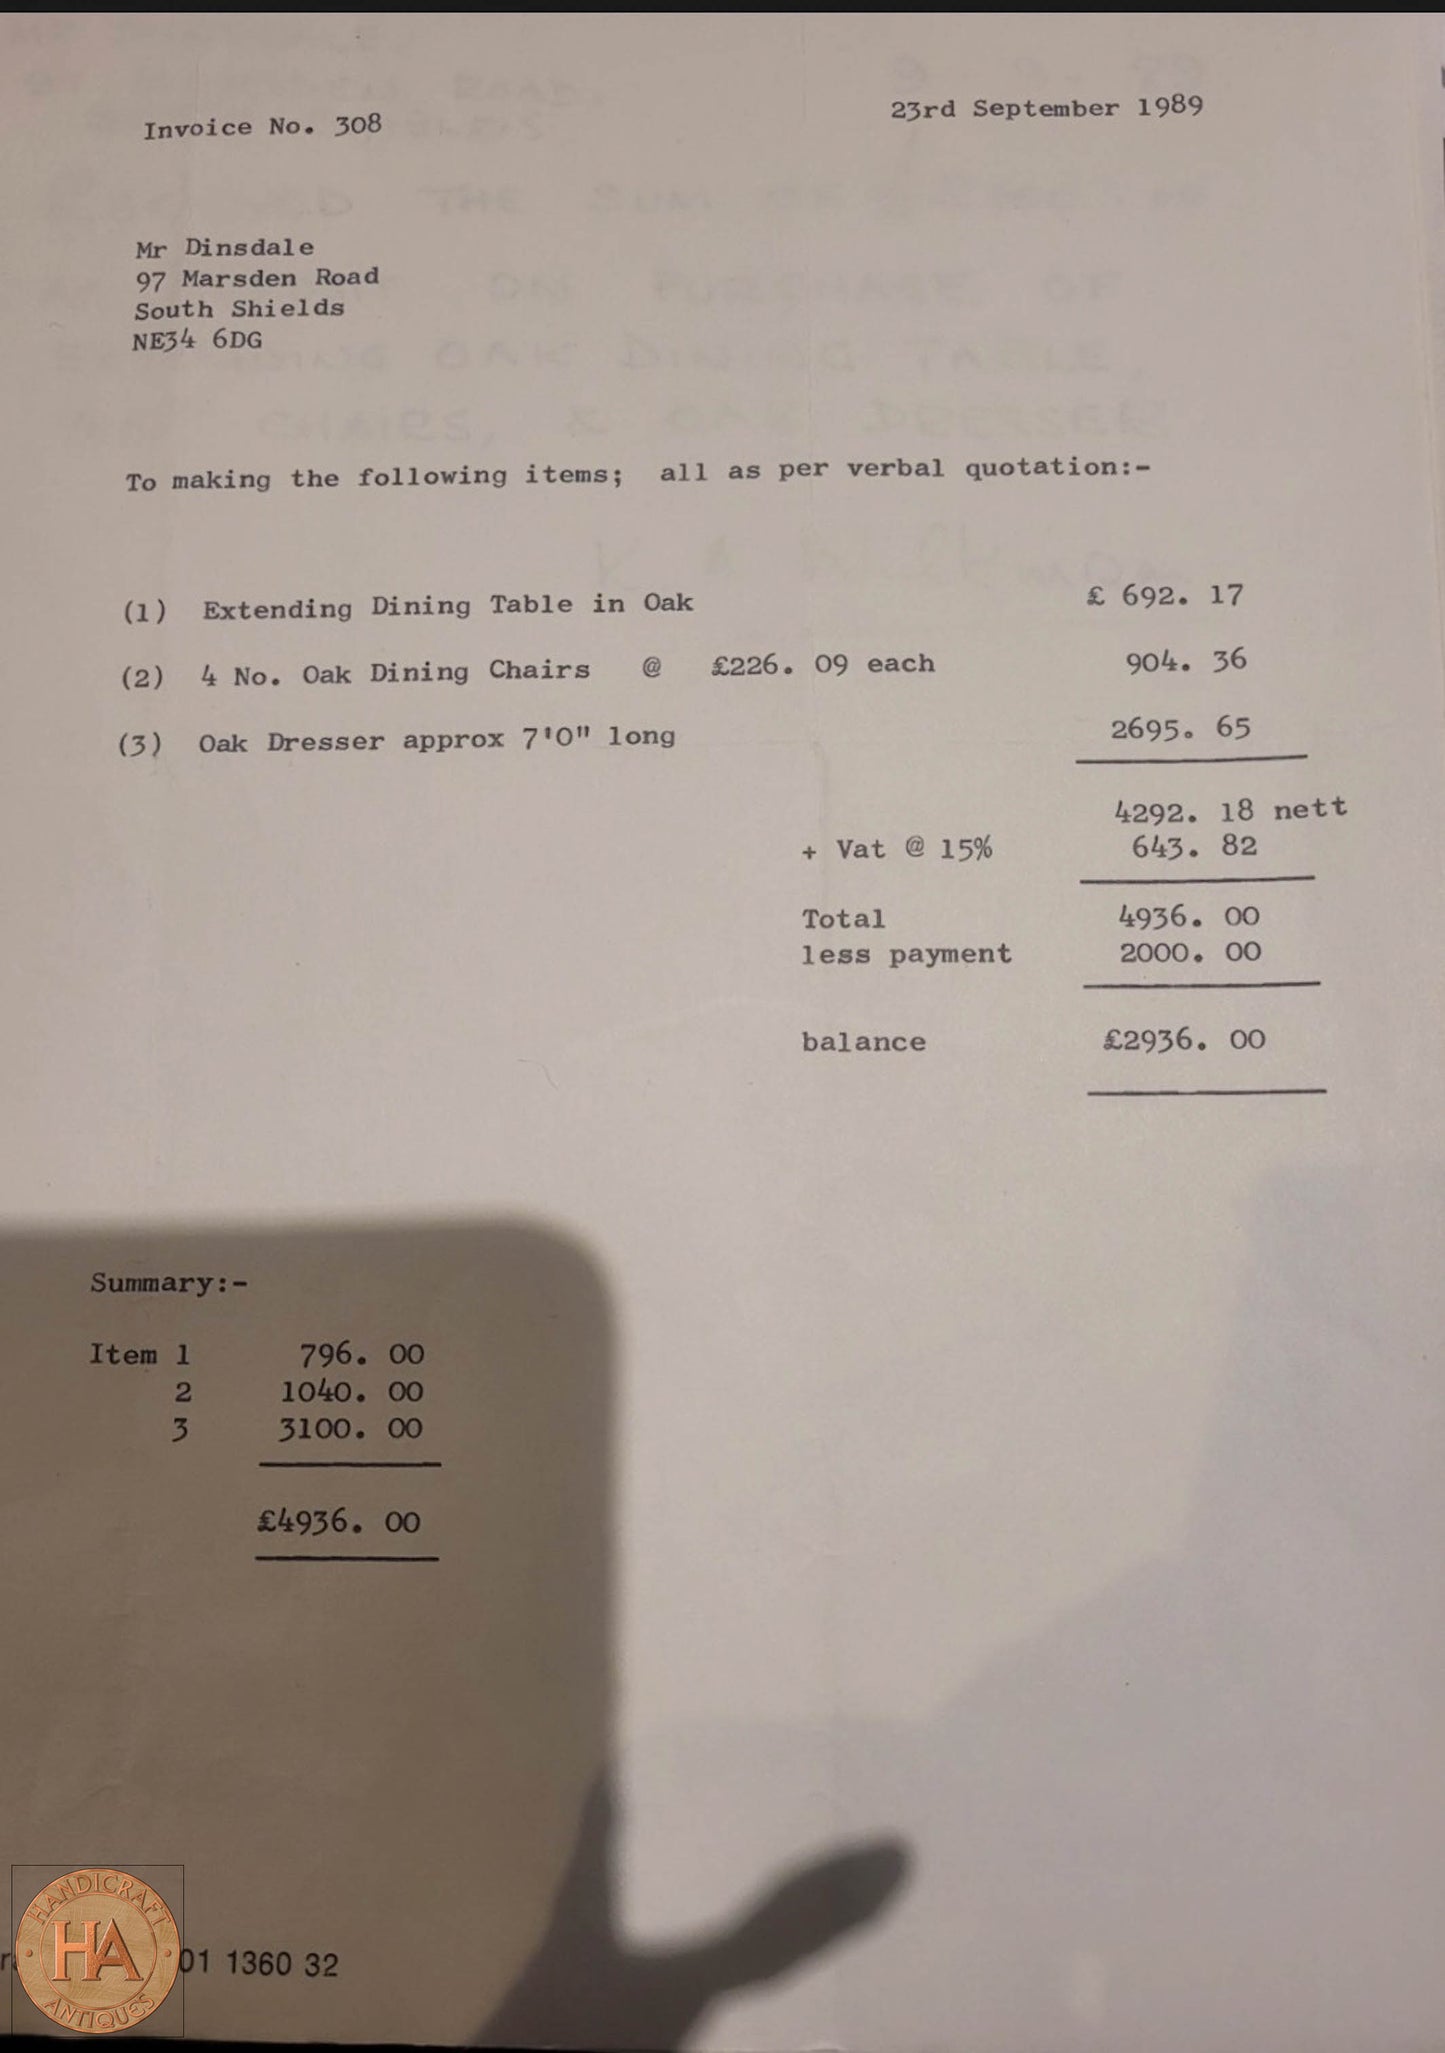 Invoice No. 308
23rd September 1989
Mr Dinsdale
97 Marsden Road
South Shields
NE34 6DG
To making the following items; all as per verbal quotation:-
(1) Extending Dining Table in Oak £ 692. 17
(2) 4 No. Oak Dining Chairs @ £226. 09 each 904. 36
(3) Oak Dresser approx 7'0" long 2695. 65
4292. 18 nett
+ Vat @ 15% 643. 82
Total 4936. 00
less payment 2000. 00
balance £2936. 00
Summary:-
Item 1 796. 00
2 1040. 00
3 3100. 00
£4936. 00
HANDICRAFT
HA
ANTIQUES
01 1360 32